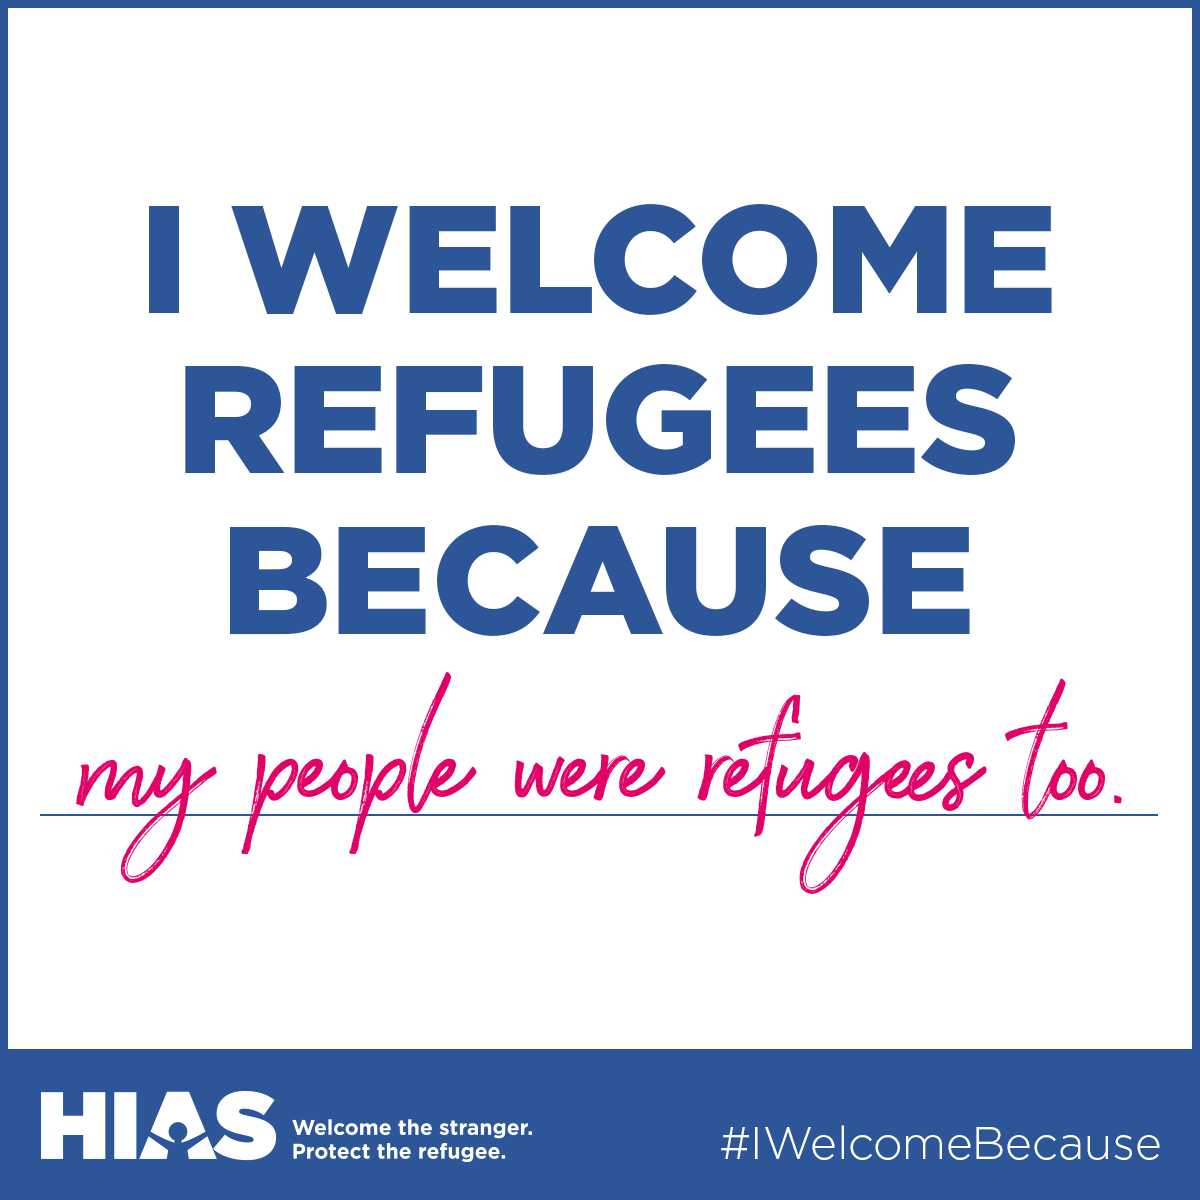 I WELCOME
REFUGEES
BECAUSE
my people were refugees too.
HIAS
Welcome the stranger.
Protect the refugee.
#IWelcomeBecause